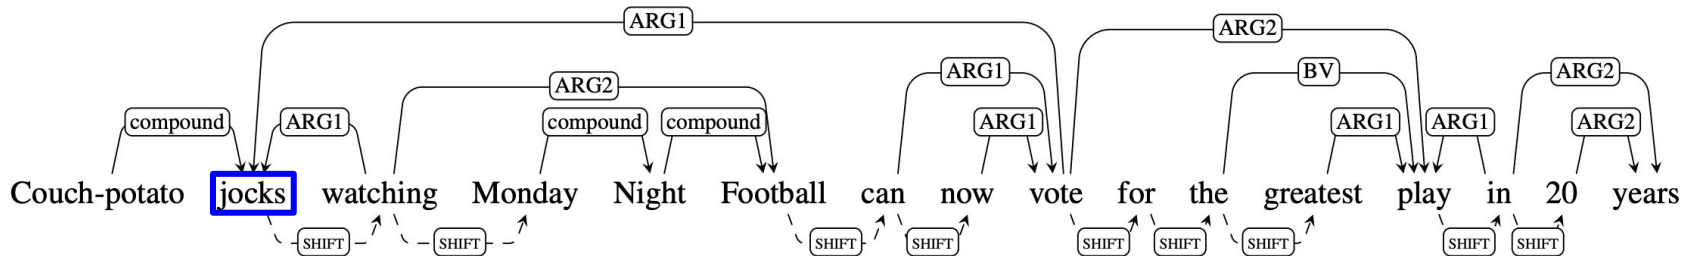 ARG1
ARG2
ARG1 BV ARG2
ARG2
compound ARG1 compound compound ARG1 ARG1 ARG1 ARG2
Couch-potato jocks watching Monday Night Football can now vote for the greatest play in 20 years
SHIFT SHIFT SHIFT SHIFT SHIFT SHIFT SHIFT SHIFT SHIFT